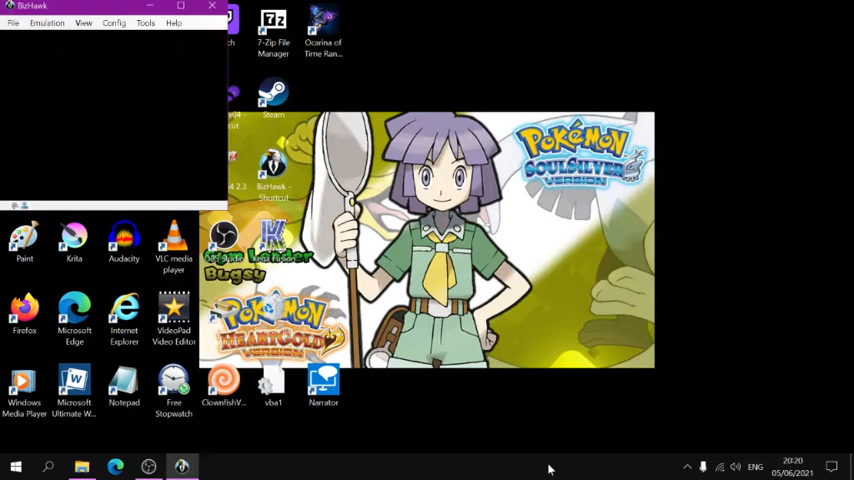 BizHawk
File Emulation View Config Tools Help
7-Zip File
Manager
Ocarina of
Time Ran...
Steam
BizHawk -
Shortcut
POKéMON
SOULSILVER
VERSION
Paint
Krita
Audacity
VLC media
player
Bugsy
POKéMON
HEARTGOLD
VERSION
Firefox
Microsoft
Edge
Internet
Explorer
VideoPad
Video Editor
Windows
Media Player
Microsoft
Ultimate W...
Notepad
Free
Stopwatch
ClownfishV...
vba1
Narrator
ENG
20:20
05/06/2021